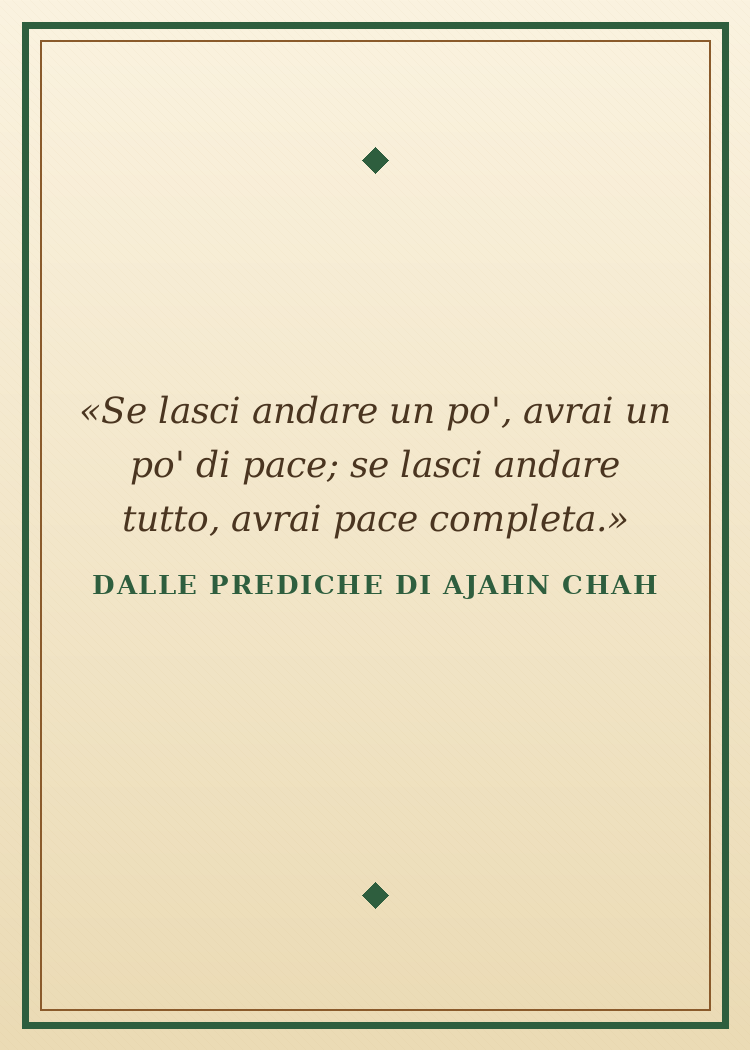 «Se lasci andare un po', avrai un
po' di pace; se lasci andare
tutto, avrai pace completa.»
DALLE PREDICHE DI AJAHN CHAH